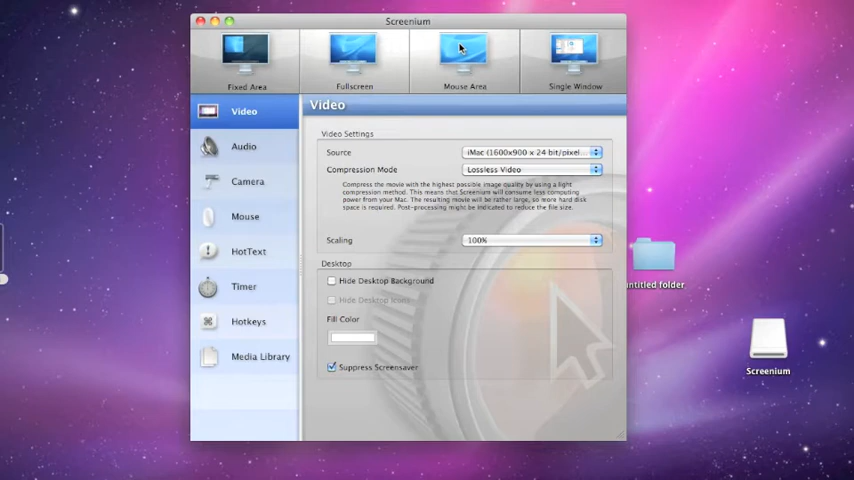 Screenium
Fixed Area
Fullscreen
Mouse Area
Single Window
Video
Audio
Camera
Mouse
HotText
Timer
Hotkeys
Media Library
Video
Video Settings
Source
iMac (1600x900 x 24 bit/pixel...
Compression Mode
Lossless Video
Compress the movie with the highest possible image quality by using a light
compression method. This means that Screenium will consume less computing
power from your Mac. The resulting movie will be rather large, so more hard disk
space is required. Post-processing might be indicated to reduce the file size.
Scaling
100%
Desktop
Hide Desktop Background
Hide Desktop Icons
Fill Color
Suppress Screensaver
untitled folder
Screenium